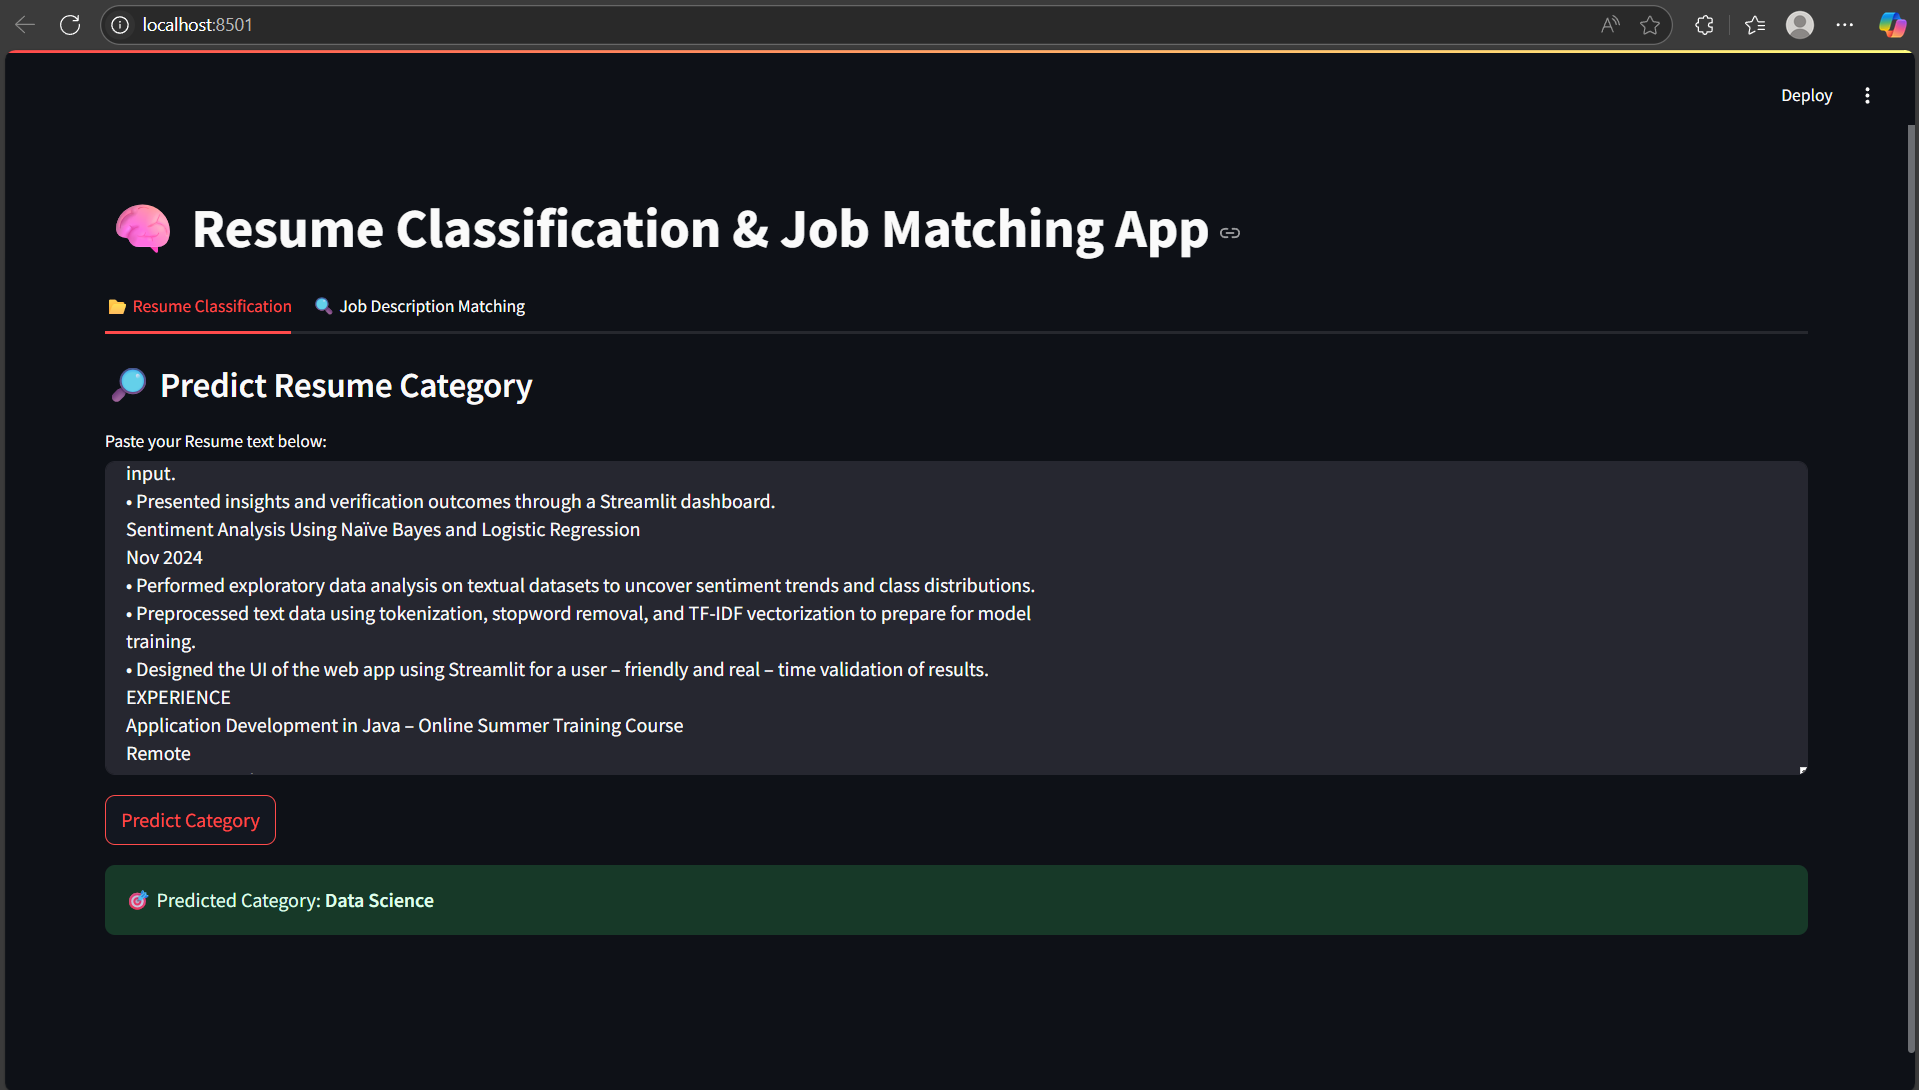 localhost:8501
Deploy
Resume Classification & Job Matching App
Resume Classification
Job Description Matching
Predict Resume Category
Paste your Resume text below:
input.
• Presented insights and verification outcomes through a Streamlit dashboard.
Sentiment Analysis Using Naïve Bayes and Logistic Regression
Nov 2024
• Performed exploratory data analysis on textual datasets to uncover sentiment trends and class distributions.
• Preprocessed text data using tokenization, stopword removal, and TF-IDF vectorization to prepare for model
training.
• Designed the UI of the web app using Streamlit for a user – friendly and real – time validation of results.
EXPERIENCE
Application Development in Java – Online Summer Training Course
Remote
Predict Category
Predicted Category: Data Science